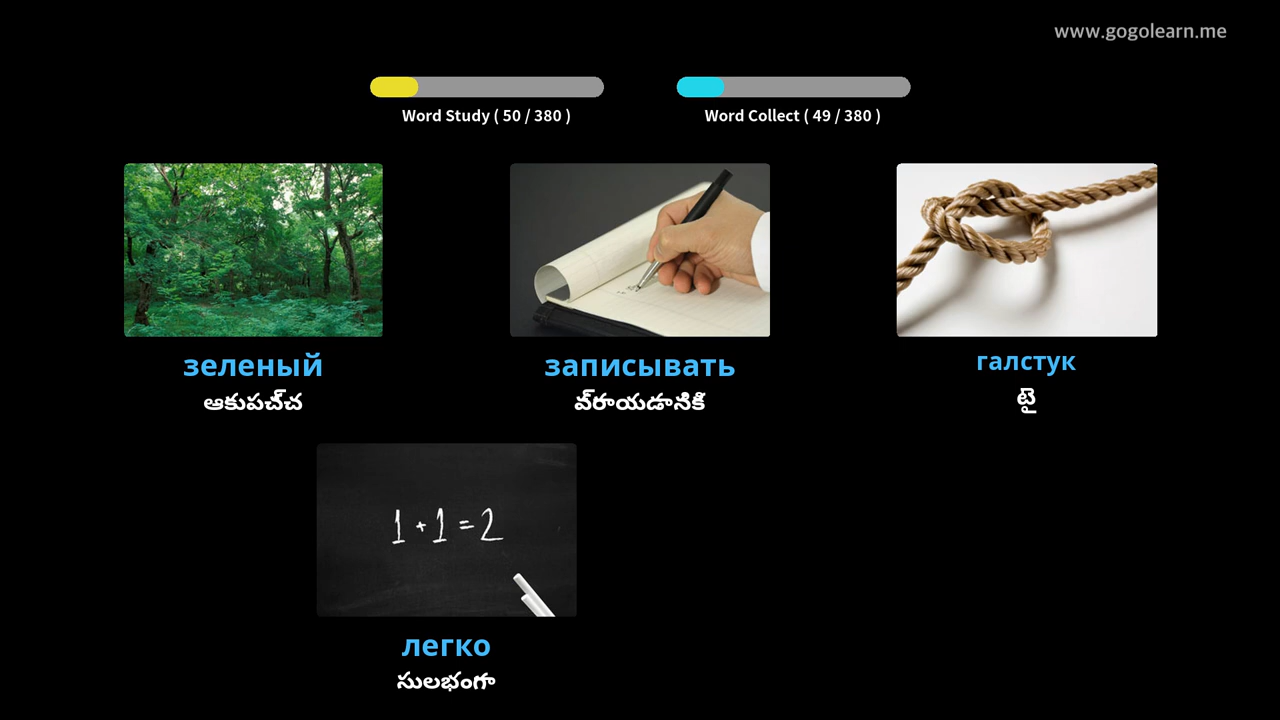 www.gogolearn.me
Word Study ( 50 / 380 )
Word Collect ( 49 / 380 )
зеленый
ఆకుపచ్చ
записывать
వ్రాయడానికి
галстук
టై
1 + 1 = 2
легко
సులభంగా